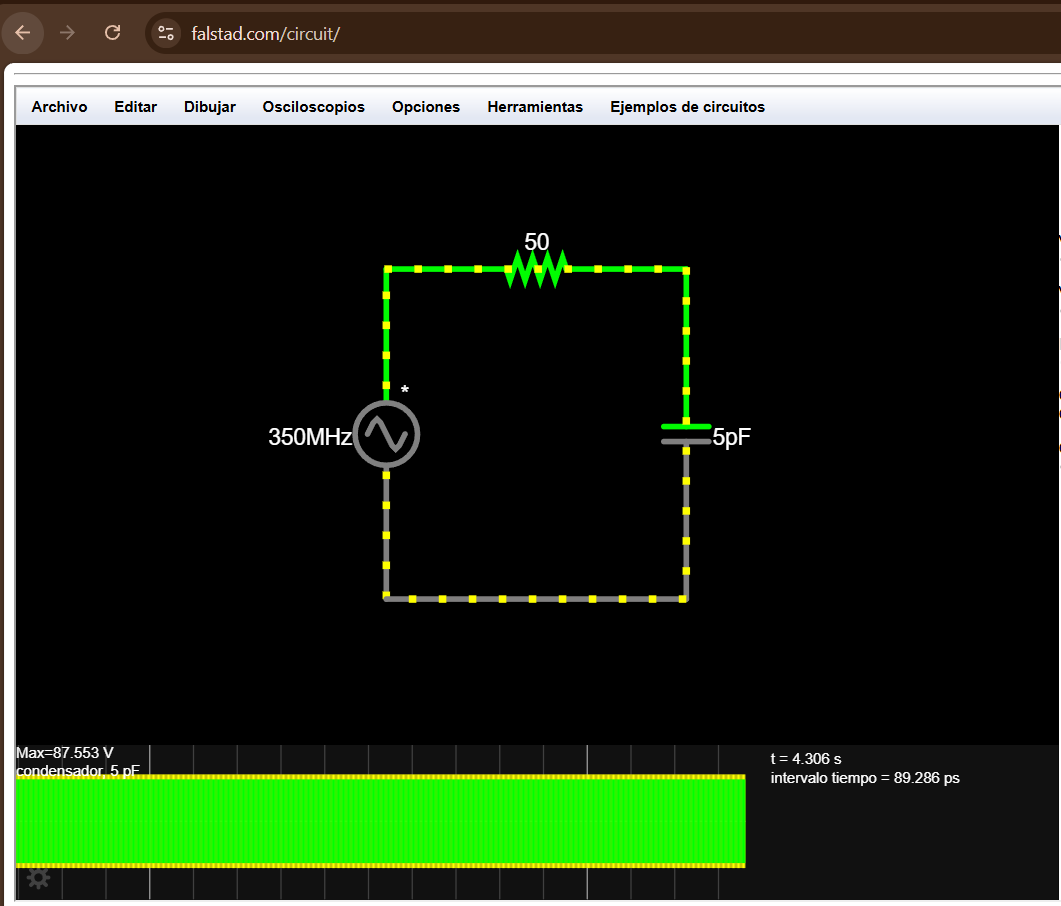 falstad.com/circuit/
Archivo Editar Dibujar Osciloscopios Opciones Herramientas Ejemplos de circuitos
50
*
350MHz
5pF
Max=87.553 V
condensador, 5 pF
t = 4.306 s
intervalo tiempo = 89.286 ps